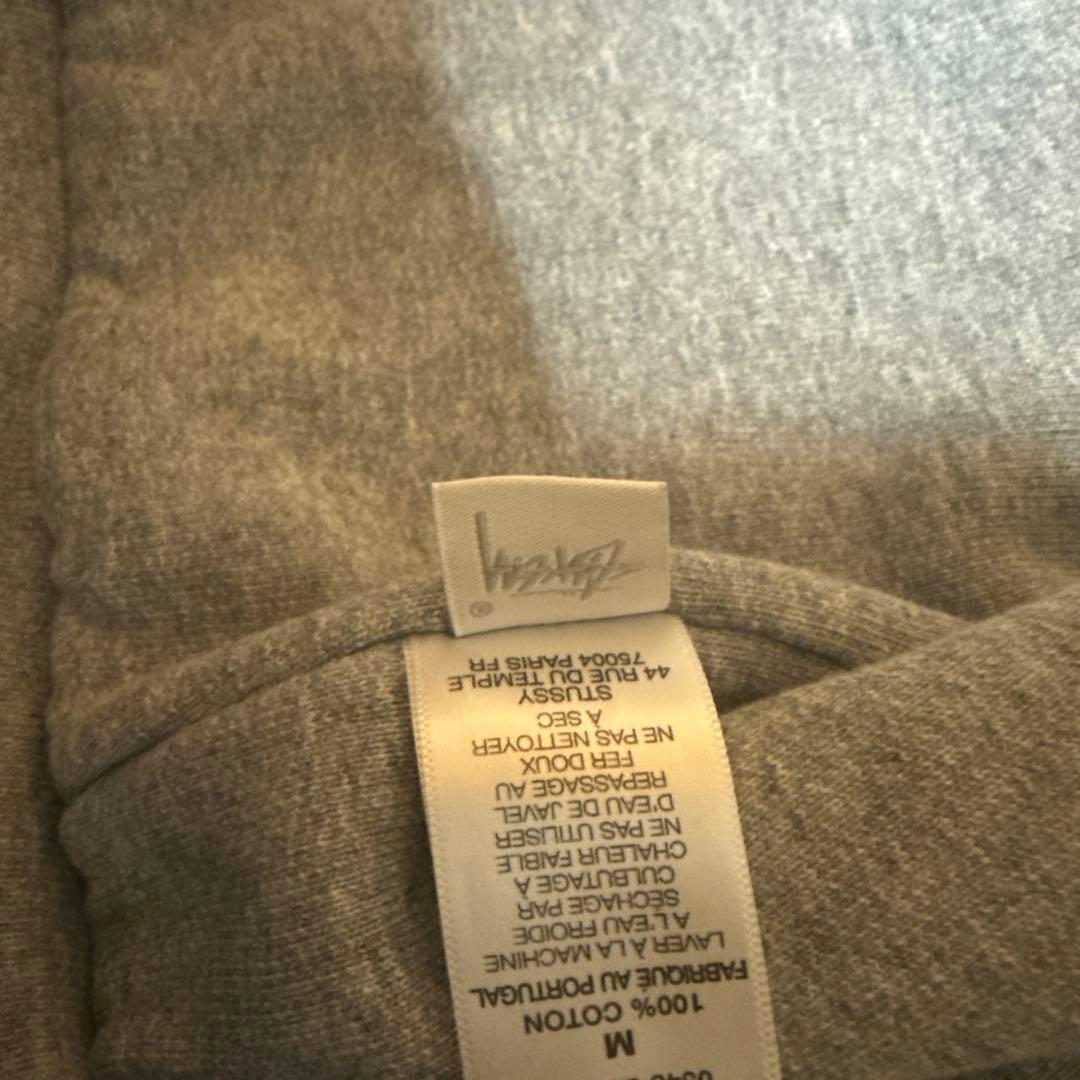 Stüssy
®
M
100% COTON
FABRIQUÉ AU PORTUGAL
LAVER À LA MACHINE
A L'EAU FROIDE
SÉCHAGE PAR
CULBUTAGE À
CHALEUR FAIBLE
NE PAS UTILISER
D'EAU DE JAVEL
REPASSAGE AU
FER DOUX
NE PAS NETTOYER
À SEC
STUSSY
44 RUE DU TEMPLE
75004 PARIS FR